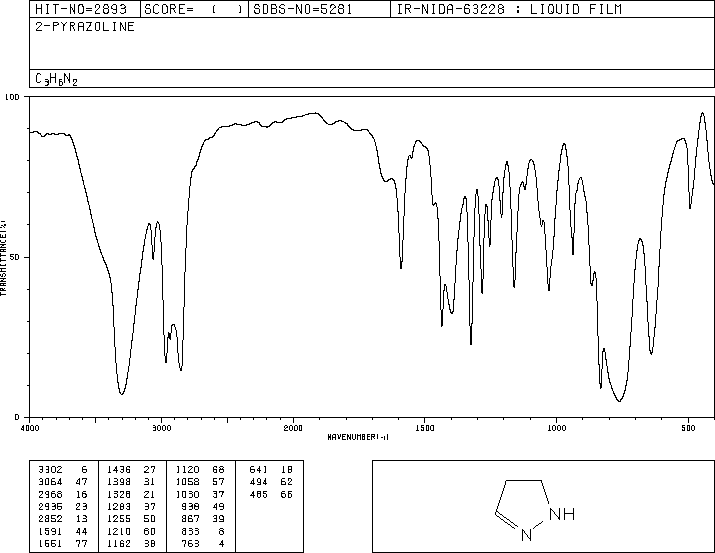 HIT-NO=2893 SCORE= ( ) SDBS-NO=5281 IR-NIDA-63228 : LIQUID FILM
2-PYRAZOLINE
C3H6N2
100
50
0
TRANSMITTANCE(%)
4000 3000 2000 1500 1000 500
WAVENUMBER(-1)
3302 6 1436 27 1120 68 641 18
3064 47 1398 31 1058 57 494 62
2968 16 1328 21 1030 37 485 66
2935 23 1283 37 938 49
2852 13 1255 50 867 39
1591 44 1210 60 833 8
1551 77 1162 38 763 4
NH
N